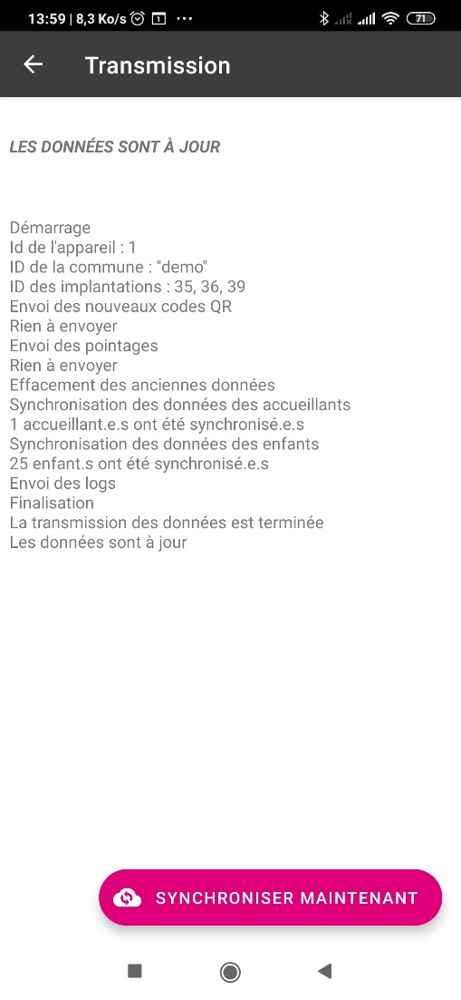 13:59 | 8,3 Ko/s
1
71
Transmission
LES DONNÉES SONT À JOUR
Démarrage
Id de l'appareil : 1
ID de la commune : "demo"
ID des implantations : 35, 36, 39
Envoi des nouveaux codes QR
Rien à envoyer
Envoi des pointages
Rien à envoyer
Effacement des anciennes données
Synchronisation des données des accueillants
1 accueillant.e.s ont été synchronisé.e.s
Synchronisation des données des enfants
25 enfant.s ont été synchronisé.e.s
Envoi des logs
Finalisation
La transmission des données est terminée
Les données sont à jour
SYNCHRONISER MAINTENANT